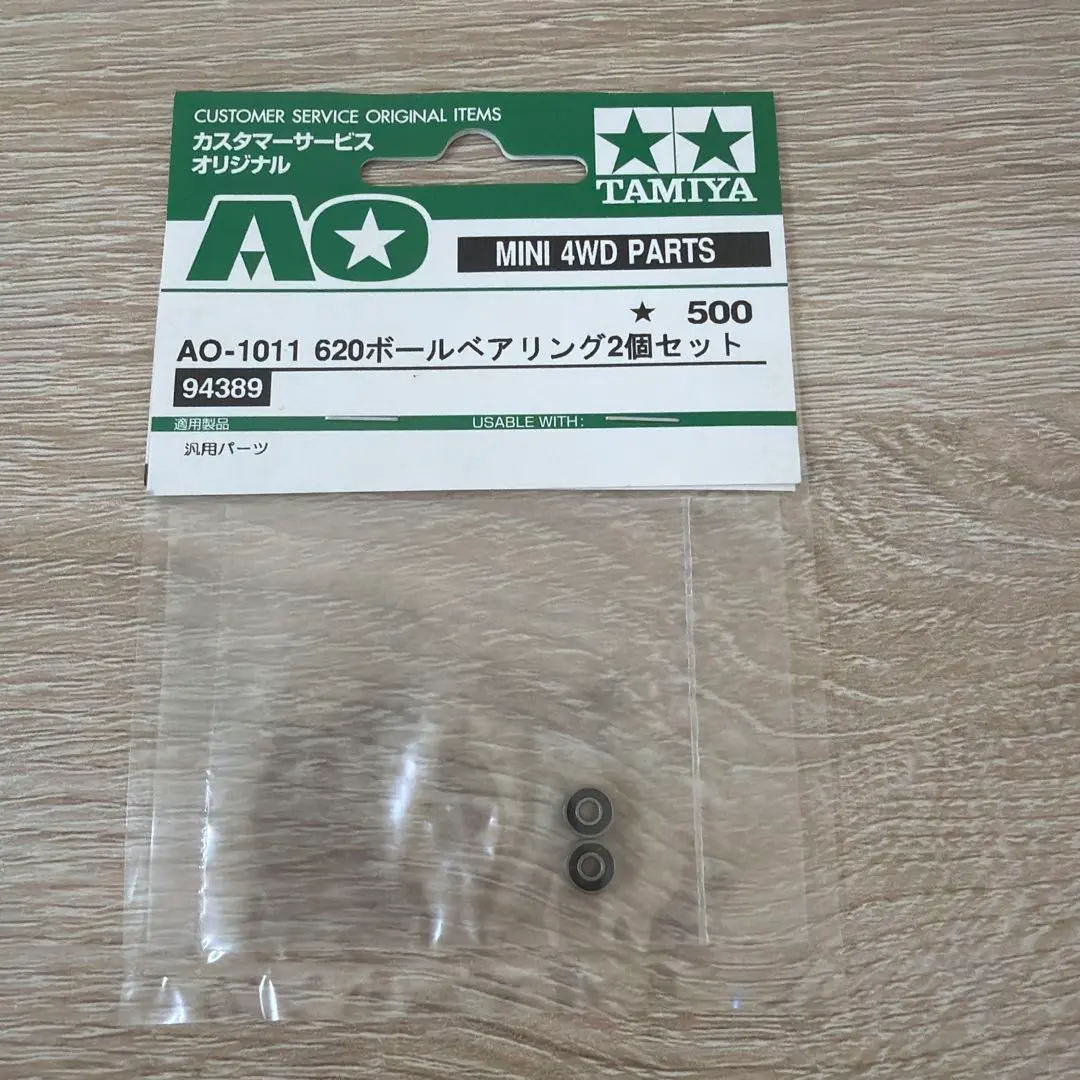 CUSTOMER SERVICE ORIGINAL ITEMS
カスタマーサービス
オリジナル
TAMIYA
AO
MINI 4WD PARTS
★ 500
AO-1011 620ボールベアリング2個セット
94389
適用製品 USABLE WITH:
汎用パーツ